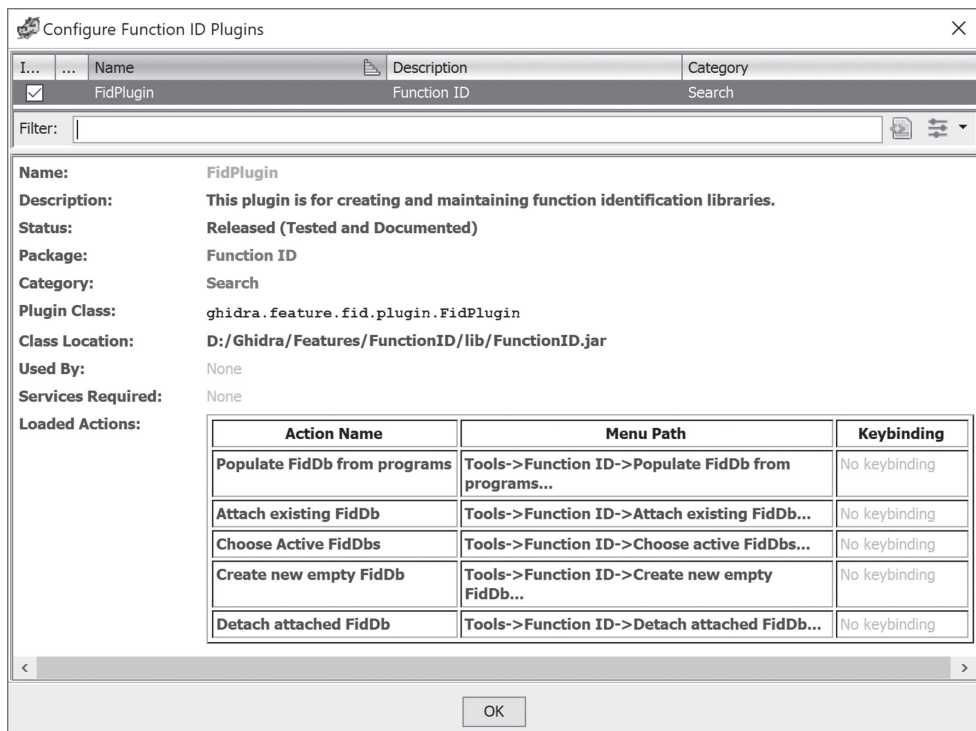 Configure Function ID Plugins
I... ... Name Description Category
FidPlugin Function ID Search
Filter:
Name: FidPlugin
Description: This plugin is for creating and maintaining function identification libraries.
Status: Released (Tested and Documented)
Package: Function ID
Category: Search
Plugin Class: ghidra.feature.fid.plugin.FidPlugin
Class Location: D:/Ghidra/Features/FunctionID/lib/FunctionID.jar
Used By: None
Services Required: None
Loaded Actions:
Action Name Menu Path Keybinding
Populate FidDb from programs Tools->Function ID->Populate FidDb from No keybinding
programs...
Attach existing FidDb Tools->Function ID->Attach existing FidDb... No keybinding
Choose Active FidDbs Tools->Function ID->Choose active FidDbs... No keybinding
Create new empty FidDb Tools->Function ID->Create new empty No keybinding
FidDb...
Detach attached FidDb Tools->Function ID->Detach attached FidDb... No keybinding
OK